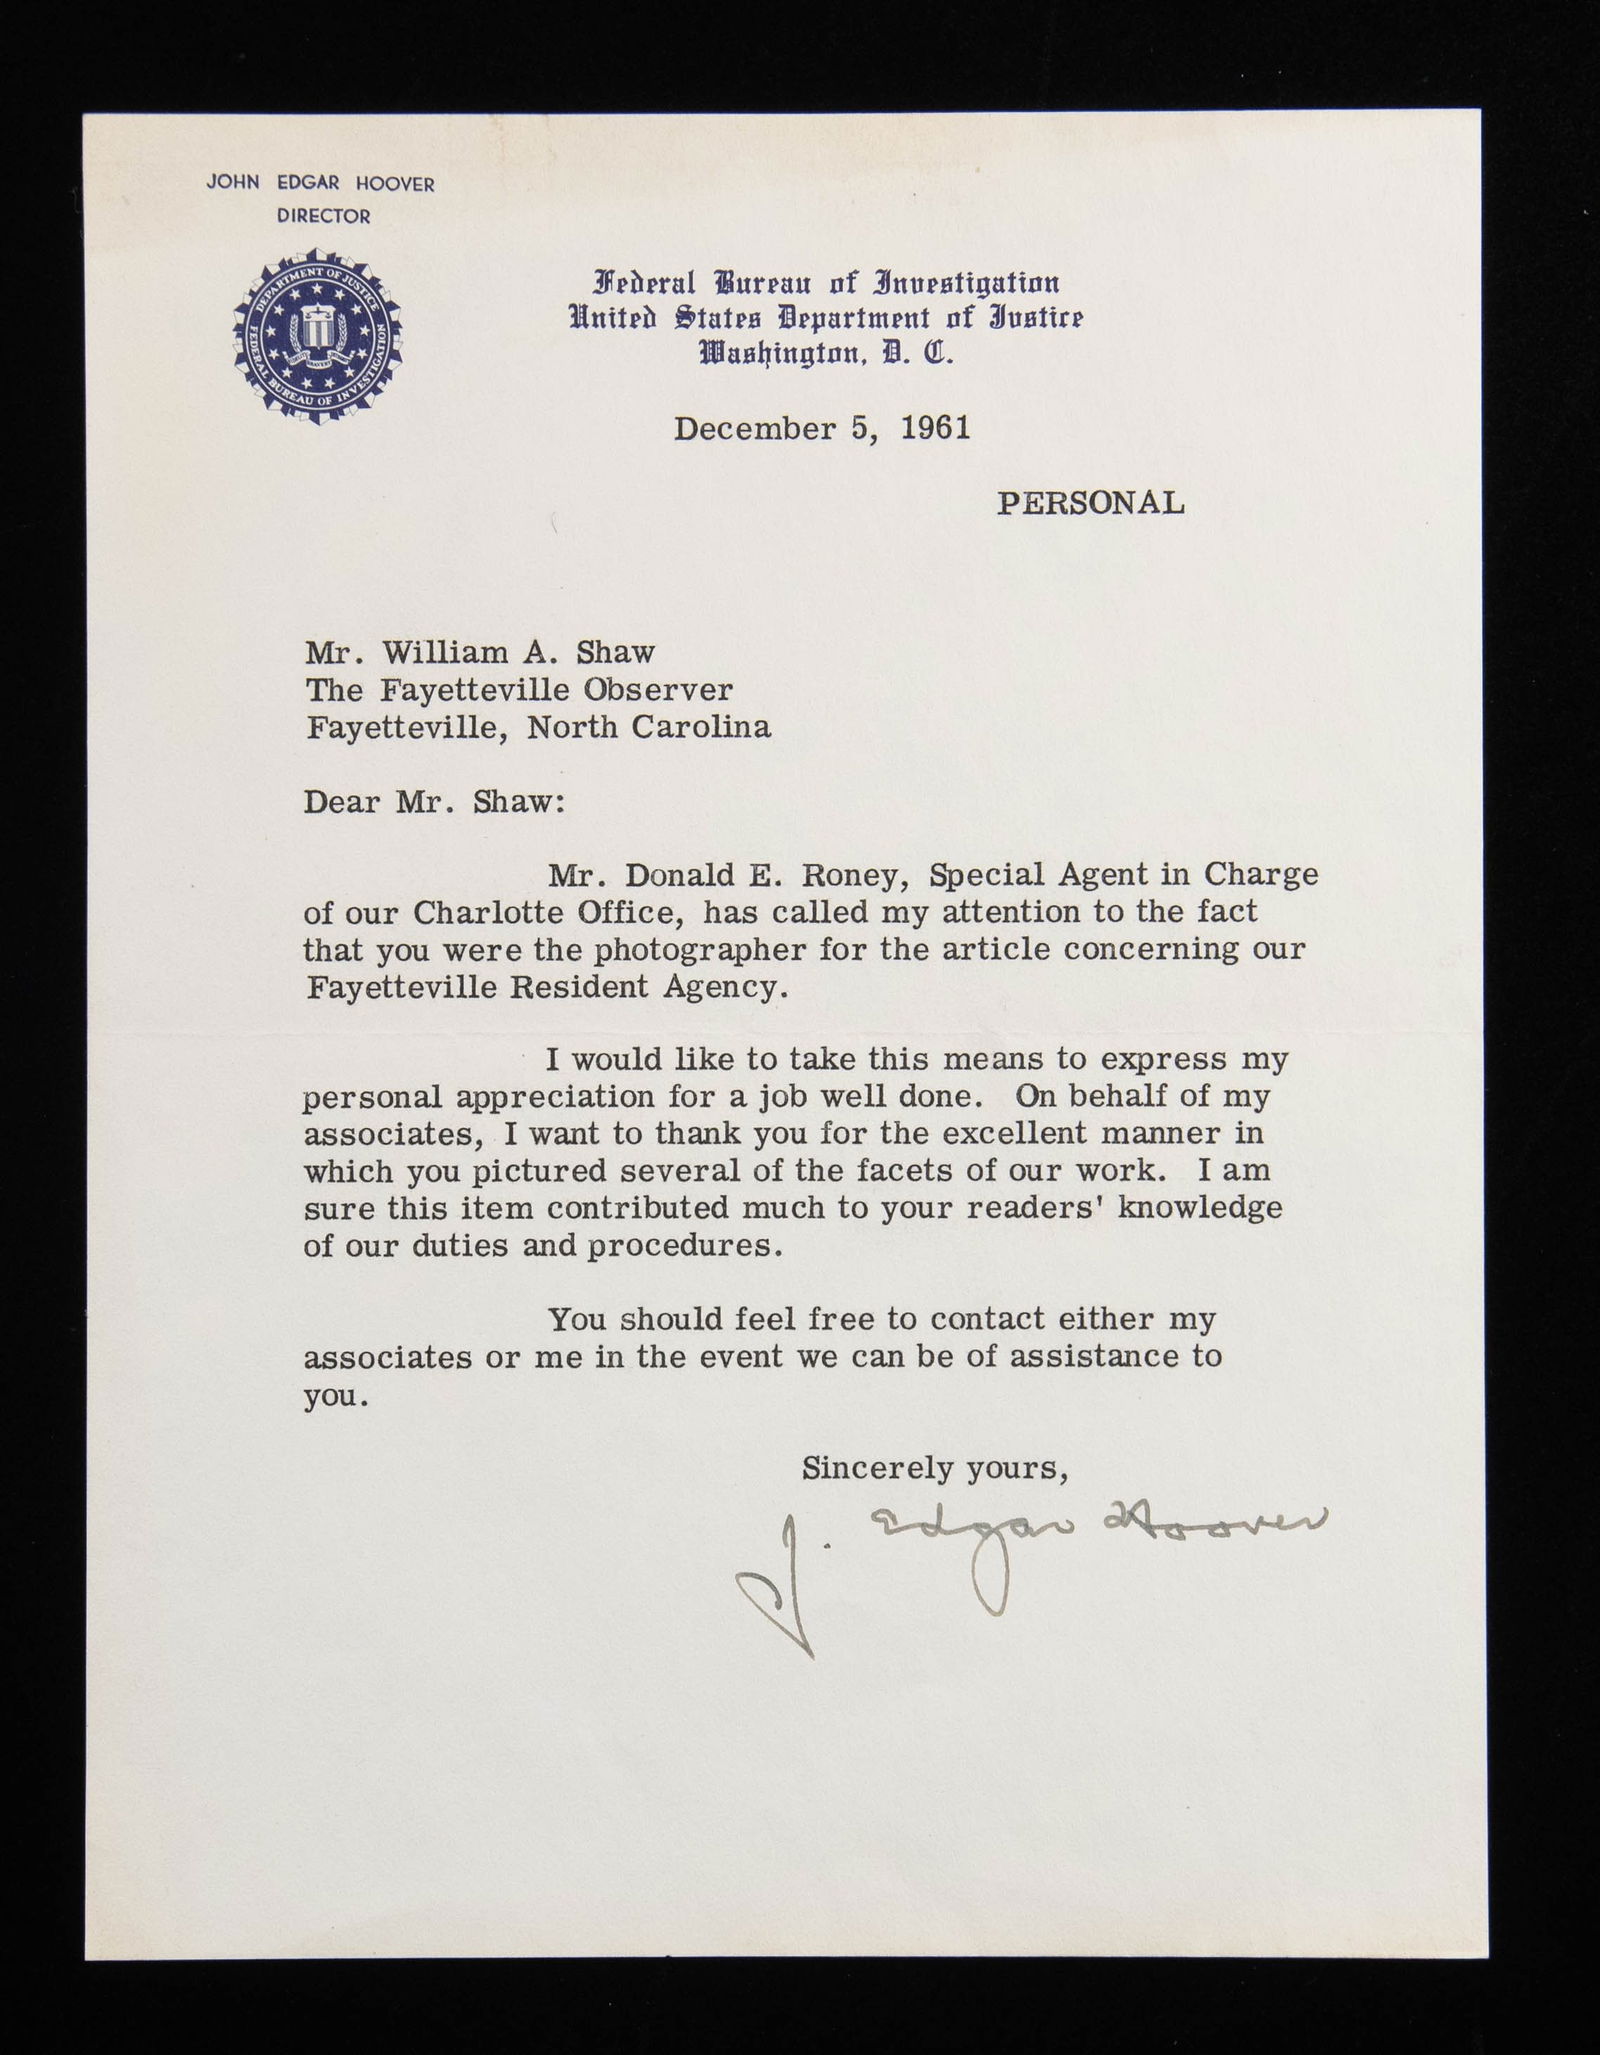 JOHN EDGAR HOOVER
DIRECTOR
DEPARTMENT OF JUSTICE
FEDERAL BUREAU OF INVESTIGATION
Federal Bureau of Investigation
United States Department of Justice
Washington, D. C.
December 5, 1961
PERSONAL
Mr. William A. Shaw
The Fayetteville Observer
Fayetteville, North Carolina
Dear Mr. Shaw:
Mr. Donald E. Roney, Special Agent in Charge
of our Charlotte Office, has called my attention to the fact
that you were the photographer for the article concerning our
Fayetteville Resident Agency.
I would like to take this means to express my
personal appreciation for a job well done. On behalf of my
associates, I want to thank you for the excellent manner in
which you pictured several of the facets of our work. I am
sure this item contributed much to your readers' knowledge
of our duties and procedures.
You should feel free to contact either my
associates or me in the event we can be of assistance to
you.
Sincerely yours,
J. Edgar Hoover